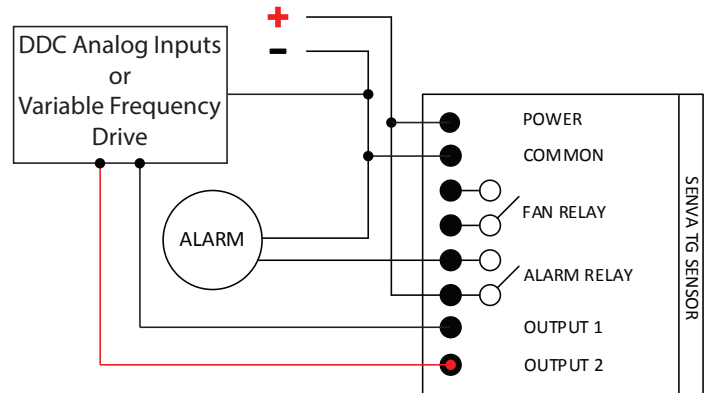 +
-
DDC Analog Inputs
or
Variable Frequency
Drive
ALARM
POWER
COMMON
FAN RELAY
ALARM RELAY
OUTPUT 1
OUTPUT 2
SENVA TG SENSOR